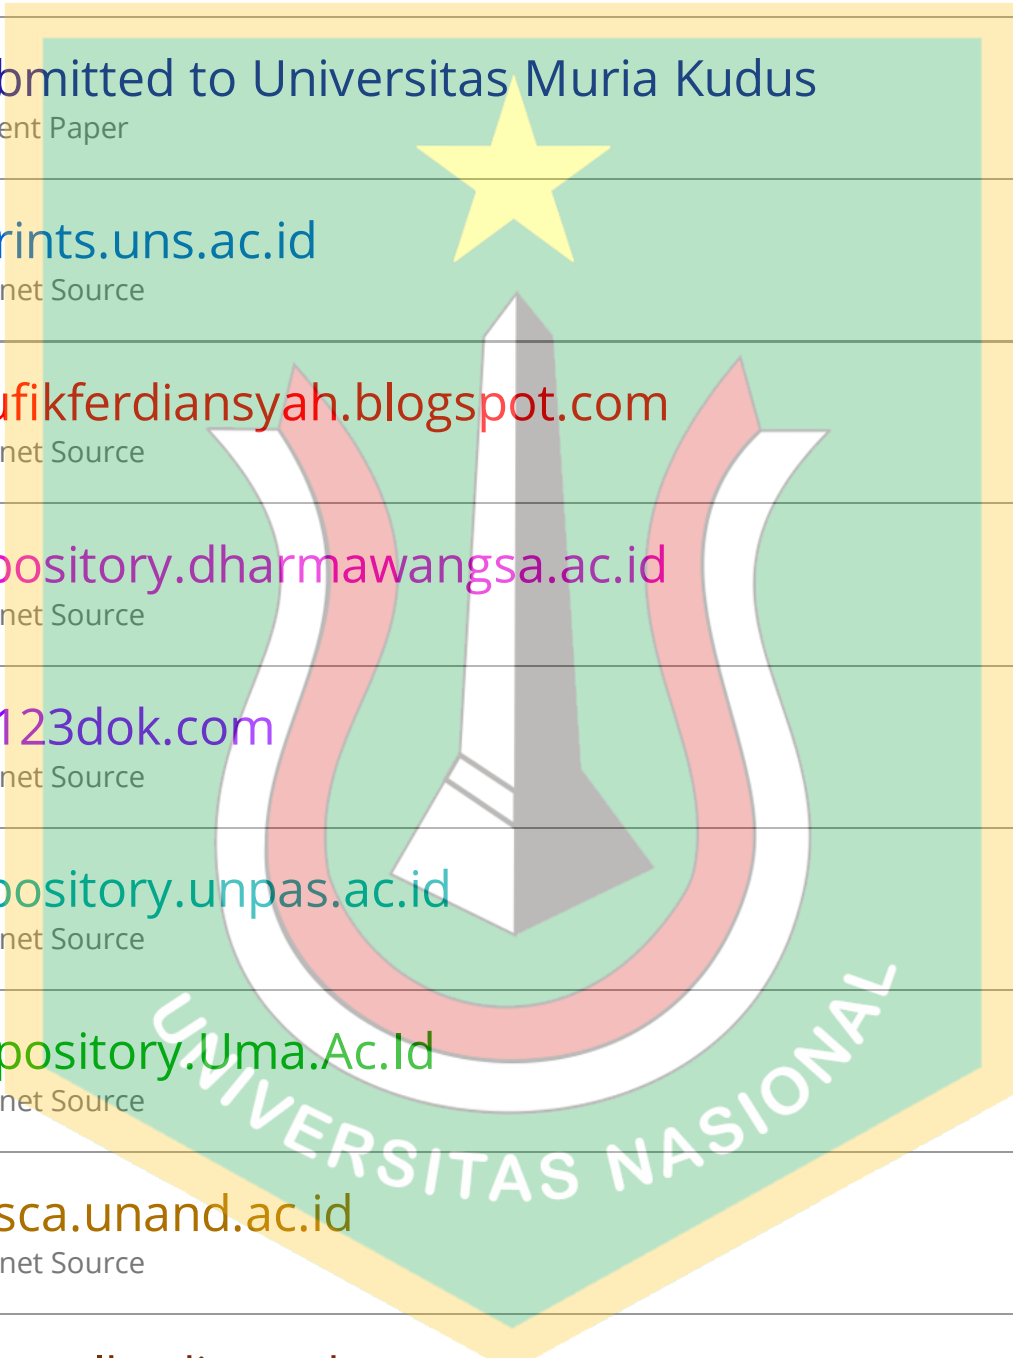 bmitted to Universitas Muria Kudus
ent Paper
rints.uns.ac.id
net Source
ufikferdiansyah.blogspot.com
net Source
pository.dharmawangsa.ac.id
net Source
123dok.com
net Source
pository.unpas.ac.id
net Source
pository.Uma.Ac.Id
net Source
sca.unand.ac.id
net Source
UNIVERSITAS NASIONAL